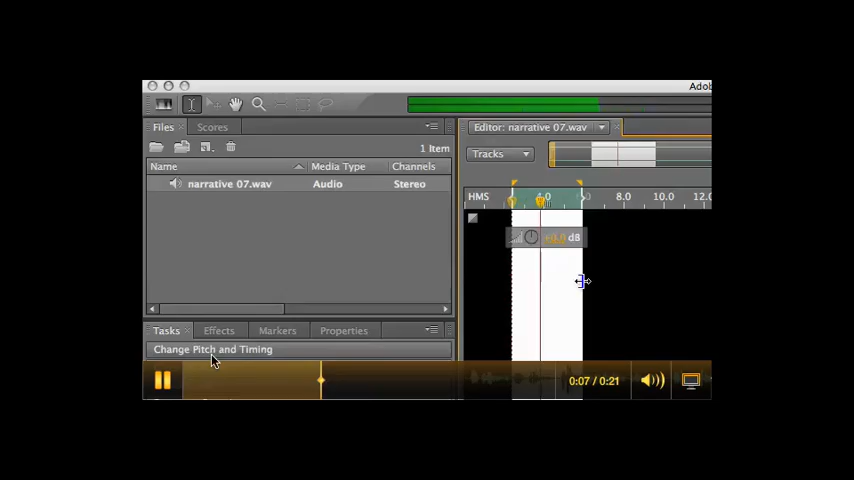 Adob
Files
Scores
1 Item
Name
Media Type
Channels
narrative 07.wav
Audio
Stereo
Tasks
Effects
Markers
Properties
Change Pitch and Timing
Editor: narrative 07.wav
Tracks
HMS
8.0
10.0
12.0
dB
0:07 / 0:21